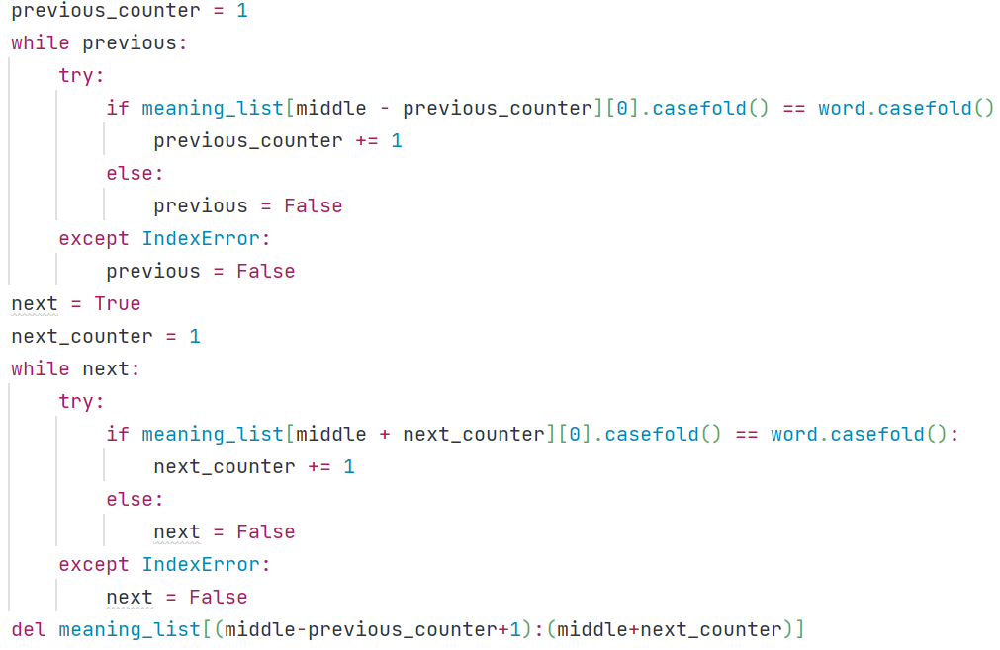 previous_counter = 1
while previous:
    try:
        if meaning_list[middle - previous_counter][0].casefold() == word.casefold()
            previous_counter += 1
        else:
            previous = False
    except IndexError:
        previous = False
next = True
next_counter = 1
while next:
    try:
        if meaning_list[middle + next_counter][0].casefold() == word.casefold():
            next_counter += 1
        else:
            next = False
    except IndexError:
        next = False
del meaning_list[(middle-previous_counter+1):(middle+next_counter)]